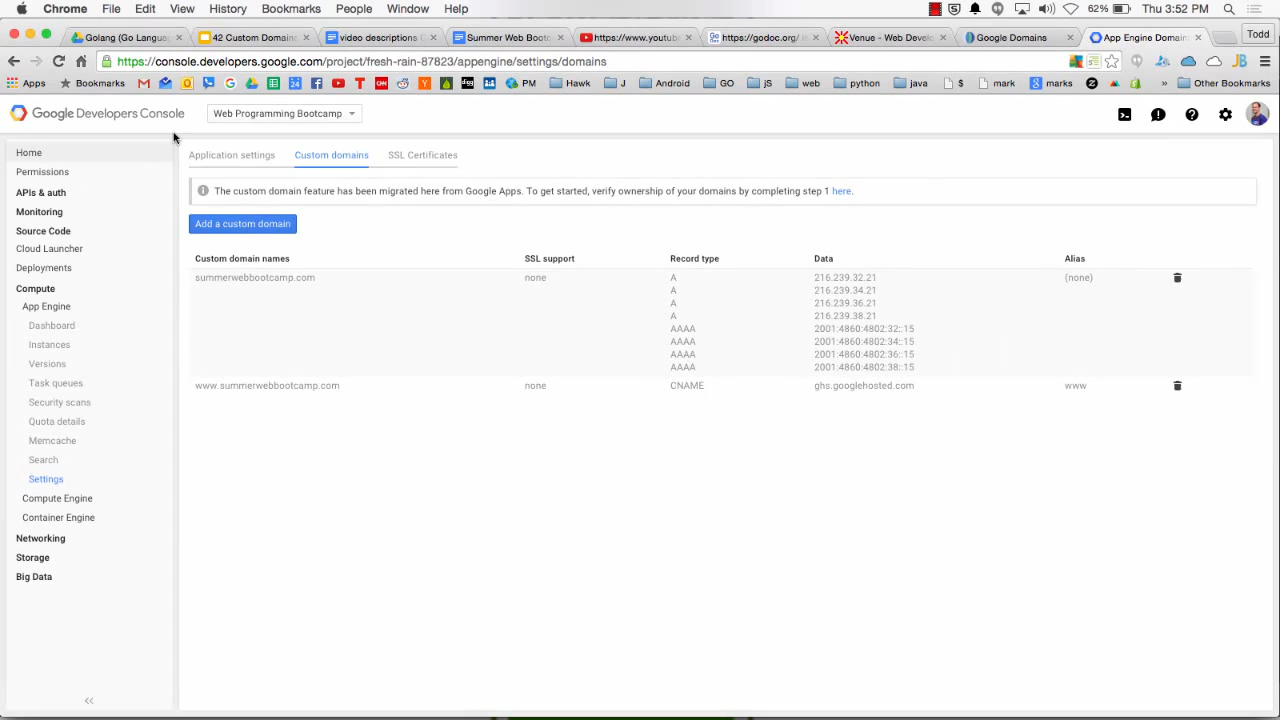 Chrome File Edit View History Bookmarks People Window Help 62% Thu 3:52 PM
Golang (Go Languag 42 Custom Domains video descriptions Summer Web Boot https://www.youtub https://godoc.org/ Venue - Web Devel Google Domains App Engine Domains Todd
https://console.developers.google.com/project/fresh-rain-87823/appengine/settings/domains
Apps Bookmarks PM Hawk J Android GO jS web python java $ mark marks Other Bookmarks
Google Developers Console Web Programming Bootcamp
Home
Permissions
APIs & auth
Monitoring
Source Code
Cloud Launcher
Deployments
Compute
App Engine
Dashboard
Instances
Versions
Task queues
Security scans
Quota details
Memcache
Search
Settings
Compute Engine
Container Engine
Networking
Storage
Big Data
Application settings Custom domains SSL Certificates
The custom domain feature has been migrated here from Google Apps. To get started, verify ownership of your domains by completing step 1 here.
Add a custom domain
Custom domain names SSL support Record type Data Alias
summerwebbootcamp.com none A 216.239.32.21 (none)
A 216.239.34.21
A 216.239.36.21
A 216.239.38.21
AAAA 2001:4860:4802:32::15
AAAA 2001:4860:4802:34::15
AAAA 2001:4860:4802:36::15
AAAA 2001:4860:4802:38::15
www.summerwebbootcamp.com none CNAME ghs.googlehosted.com www